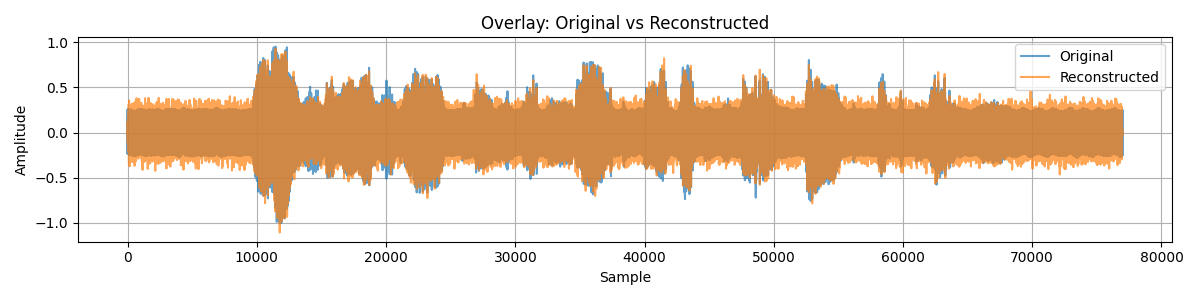 Overlay: Original vs Reconstructed
1.0
0.5
0.0
−0.5
−1.0
Amplitude
Original
Reconstructed
0 10000 20000 30000 40000 50000 60000 70000 80000
Sample